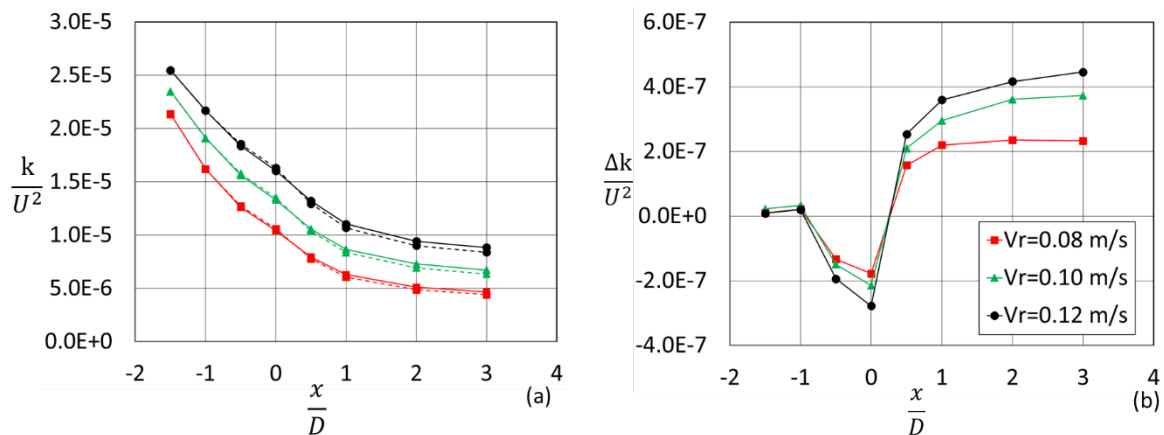 3.0E-5
2.5E-5
2.0E-5
1.5E-5
1.0E-5
5.0E-6
0.0E+0
k
U²
-2 -1 0 1 2 3 4
x
D
(a)
6.0E-7
4.0E-7
2.0E-7
0.0E+0
-2.0E-7
-4.0E-7
Δk
U²
Vr=0.08 m/s
Vr=0.10 m/s
Vr=0.12 m/s
-2 -1 0 1 2 3 4
x
D
(b)